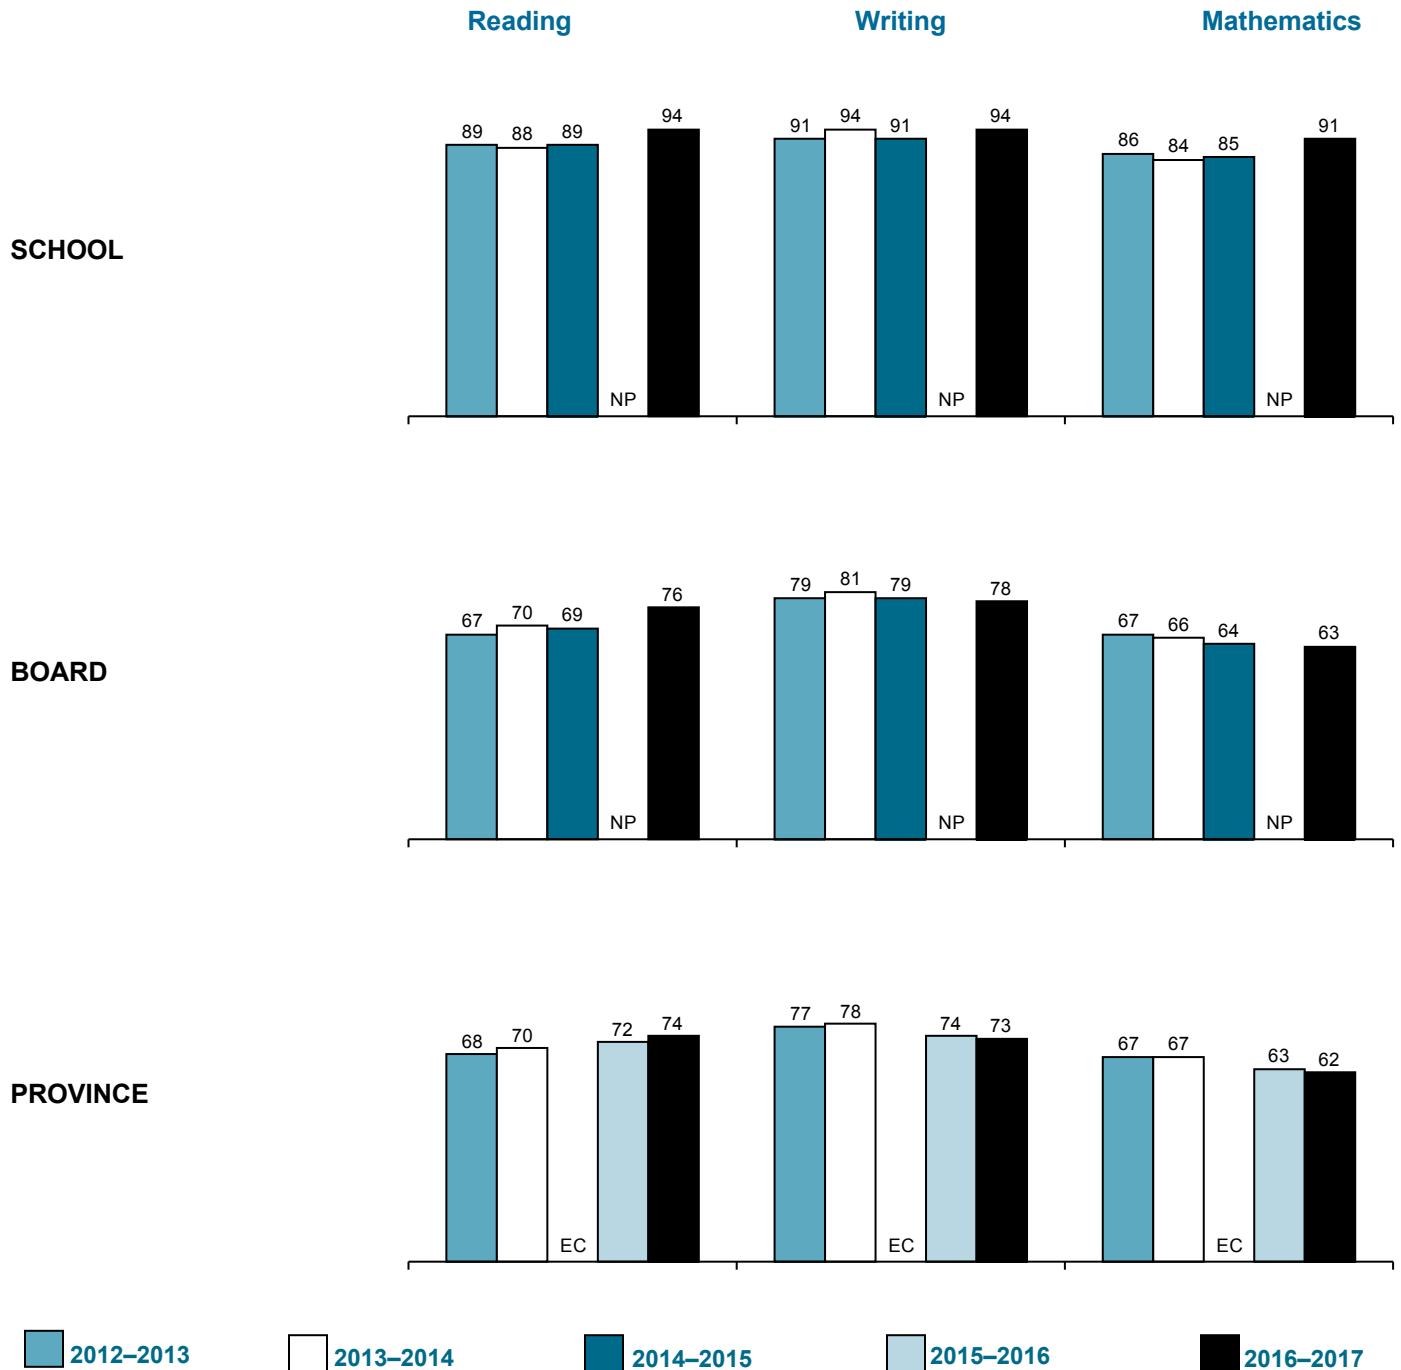 Reading Writing Mathematics
89 88 89 NP 94 91 94 91 NP 94 86 84 85 NP 91
SCHOOL
67 70 69 NP 76 79 81 79 NP 78 67 66 64 NP 63
BOARD
68 70 EC 72 74 77 78 EC 74 73 67 67 EC 63 62
PROVINCE
2012–2013 2013–2014 2014–2015 2015–2016 2016–2017